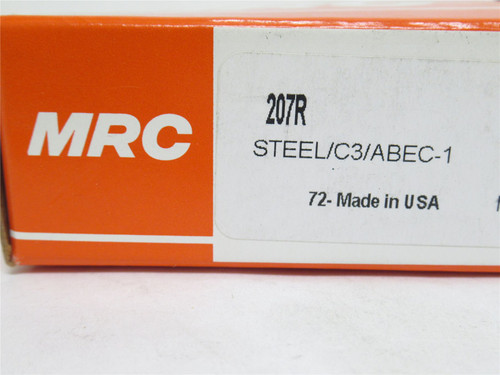 MRC
207R
STEEL/C3/ABEC-1
72- Made in USA